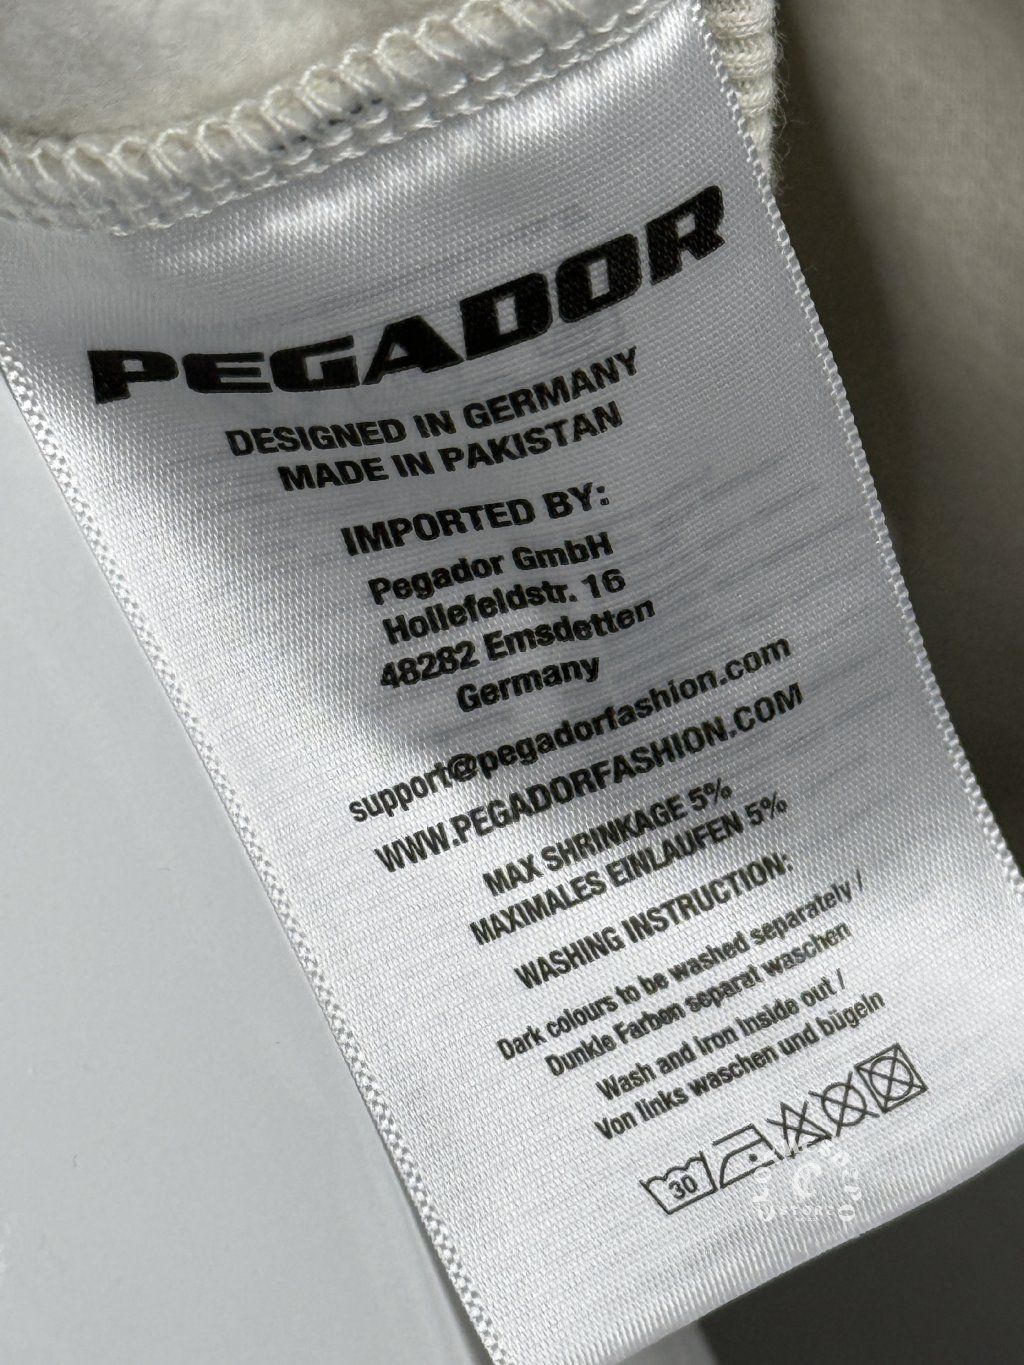 PEGADOR
DESIGNED IN GERMANY
MADE IN PAKISTAN
IMPORTED BY:
Pegador GmbH
Hollefeldstr. 16
48282 Emsdetten
Germany
support@pegadorfashion.com
WWW.PEGADORFASHION.COM
MAX SHRINKAGE 5%
MAXIMALES EINLAUFEN 5%
WASHING INSTRUCTION:
Dark colours to be washed separately /
Dunkle Farben separat waschen
Wash and Iron Inside out /
Von links waschen und bügeln
30
STORE